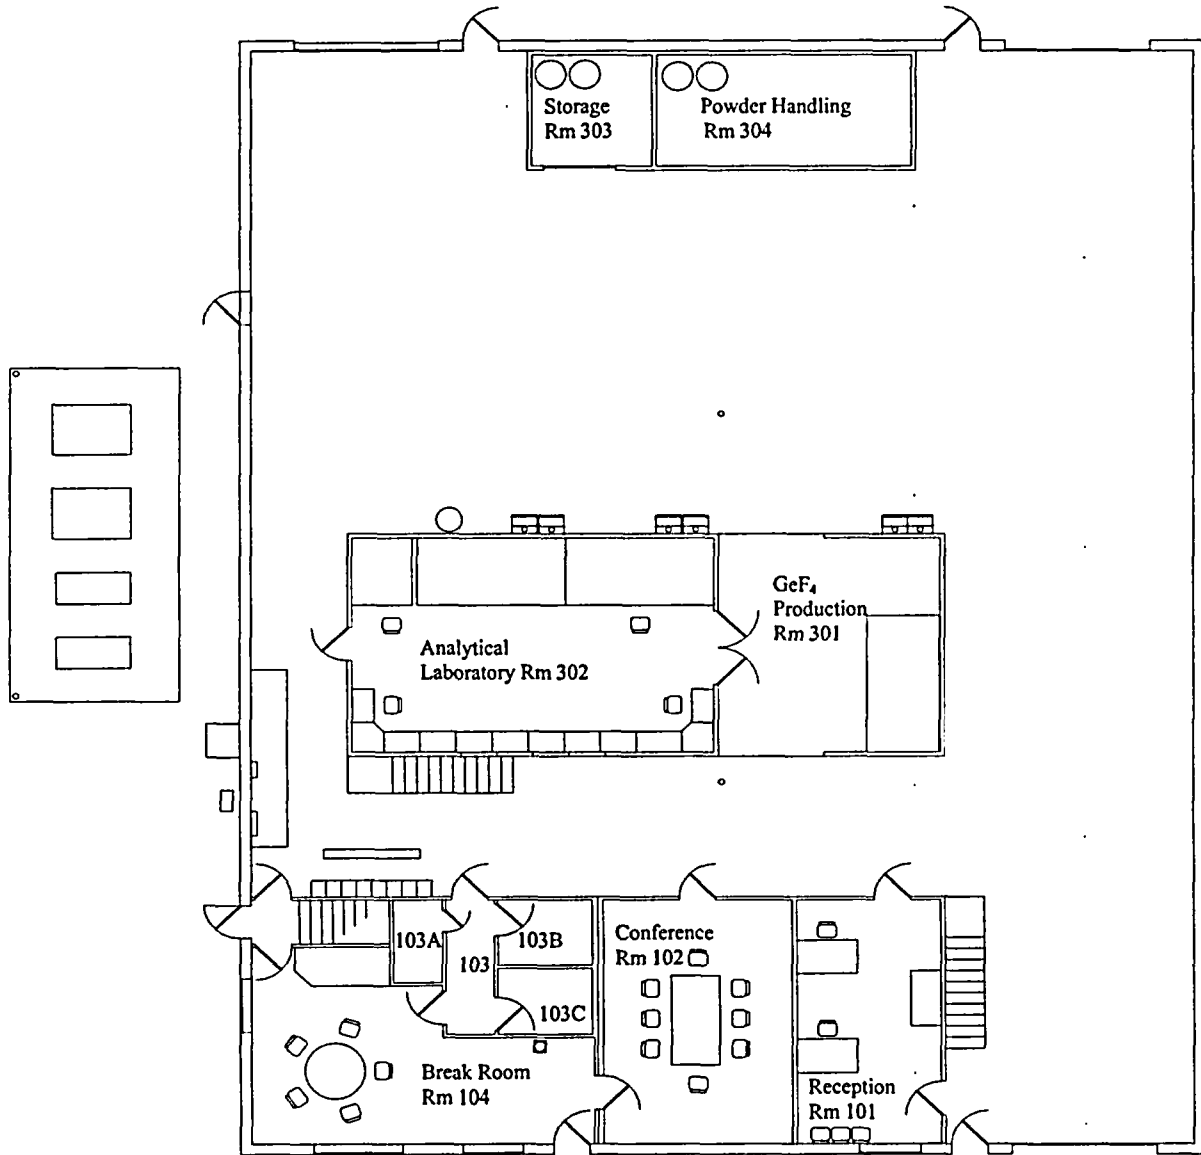 Storage
Rm 303
Powder Handling
Rm 304
GeF₄
Production
Rm 301
Analytical
Laboratory Rm 302
103A
103B
103
103C
Conference
Rm 102
Break Room
Rm 104
Reception
Rm 101